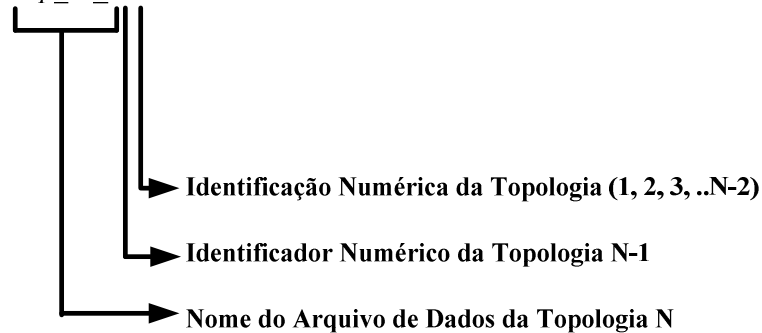 Identificação Numérica da Topologia (1, 2, 3, ..N-2)
Identificador Numérico da Topologia N-1
Nome do Arquivo de Dados da Topologia N